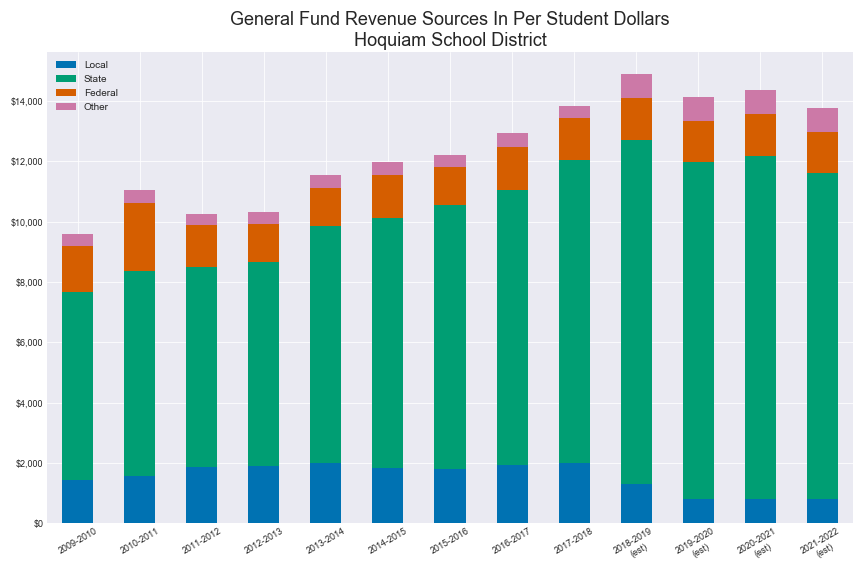 General Fund Revenue Sources In Per Student Dollars
Hoquiam School District
Local
State
Federal
Other
$14,000
$12,000
$10,000
$8,000
$6,000
$4,000
$2,000
$0
2009-2010
2010-2011
2011-2012
2012-2013
2013-2014
2014-2015
2015-2016
2016-2017
2017-2018
2018-2019
(est)
2019-2020
(est)
2020-2021
(est)
2021-2022
(est)